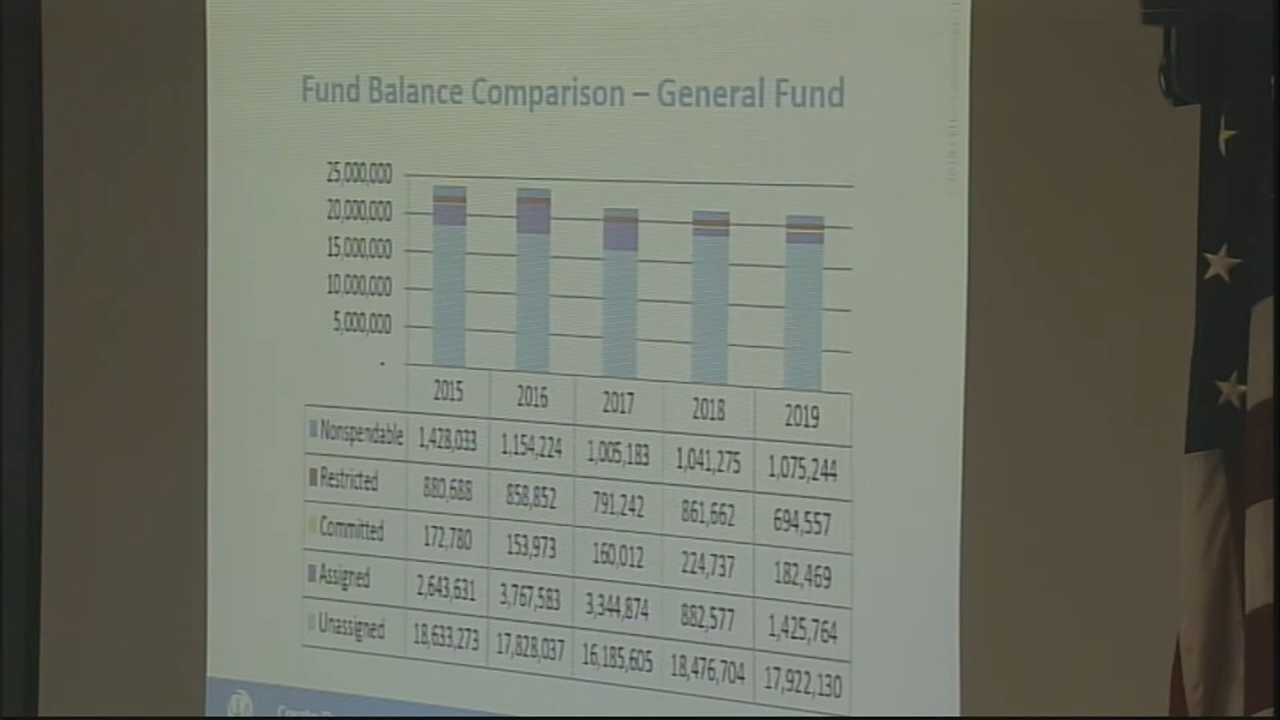 Fund Balance Comparison – General Fund
25,000,000
20,000,000
15,000,000
10,000,000
5,000,000
-
2015 2016 2017 2018 2019
Nonspendable 1,428,033 1,154,224 1,005,183 1,041,275 1,075,244
Restricted 880,688 858,852 791,242 861,662 694,557
Committed 172,780 153,973 160,012 224,737 182,469
Assigned 2,643,631 3,767,583 3,344,874 882,577 1,425,764
Unassigned 18,633,273 17,828,037 16,185,605 18,476,704 17,922,130